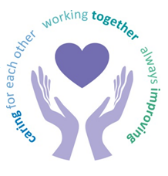 caring for each other
working together
always improving